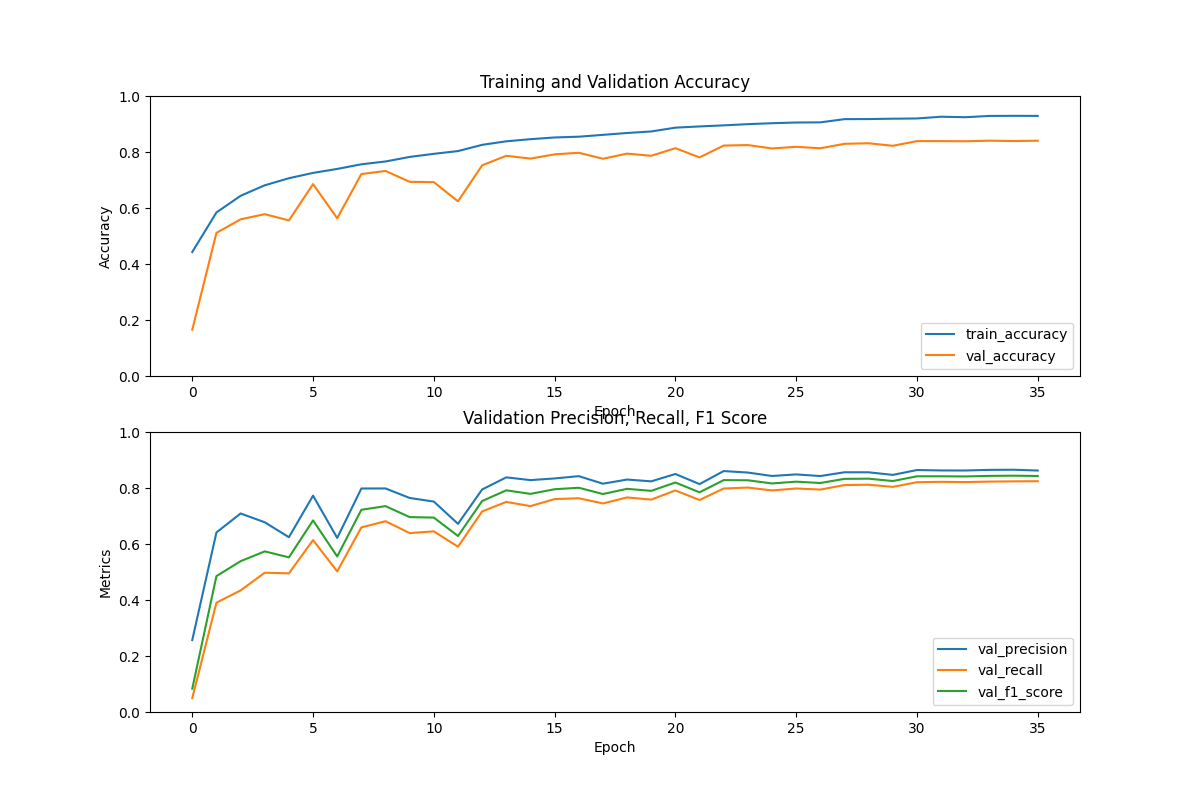 Training and Validation Accuracy
1.0
0.8
0.6
0.4
0.2
0.0
Accuracy
train_accuracy
val_accuracy
0 5 10 15 20 25 30 35
Epoch
Validation Precision, Recall, F1 Score
1.0
0.8
0.6
0.4
0.2
0.0
Metrics
val_precision
val_recall
val_f1_score
0 5 10 15 20 25 30 35
Epoch